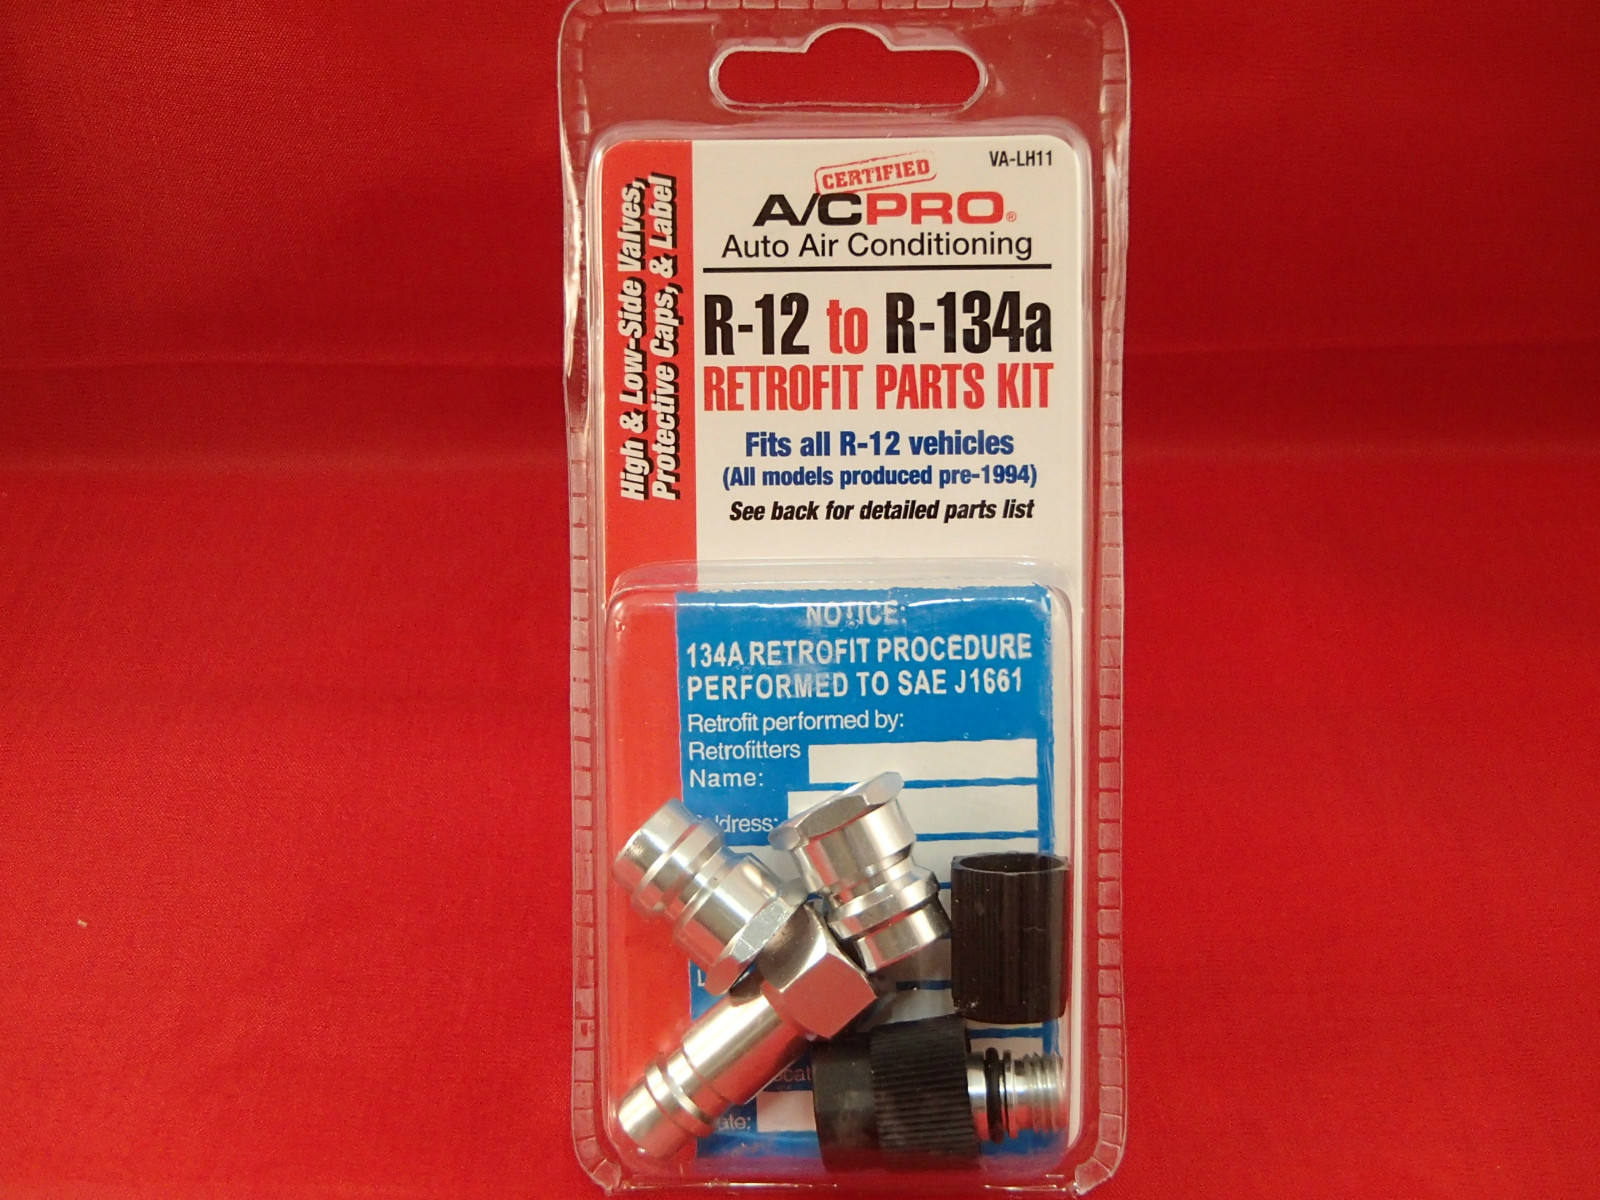 VA-LH11
CERTIFIED
A/CPRO®
Auto Air Conditioning
High & Low-Side Valves,
Protective Caps, & Label
R-12 to R-134a
RETROFIT PARTS KIT
Fits all R-12 vehicles
(All models produced pre-1994)
See back for detailed parts list
NOTICE:
134A RETROFIT PROCEDURE
PERFORMED TO SAE J1661
Retrofit performed by:
Retrofitters
Name:
dress:
ate: